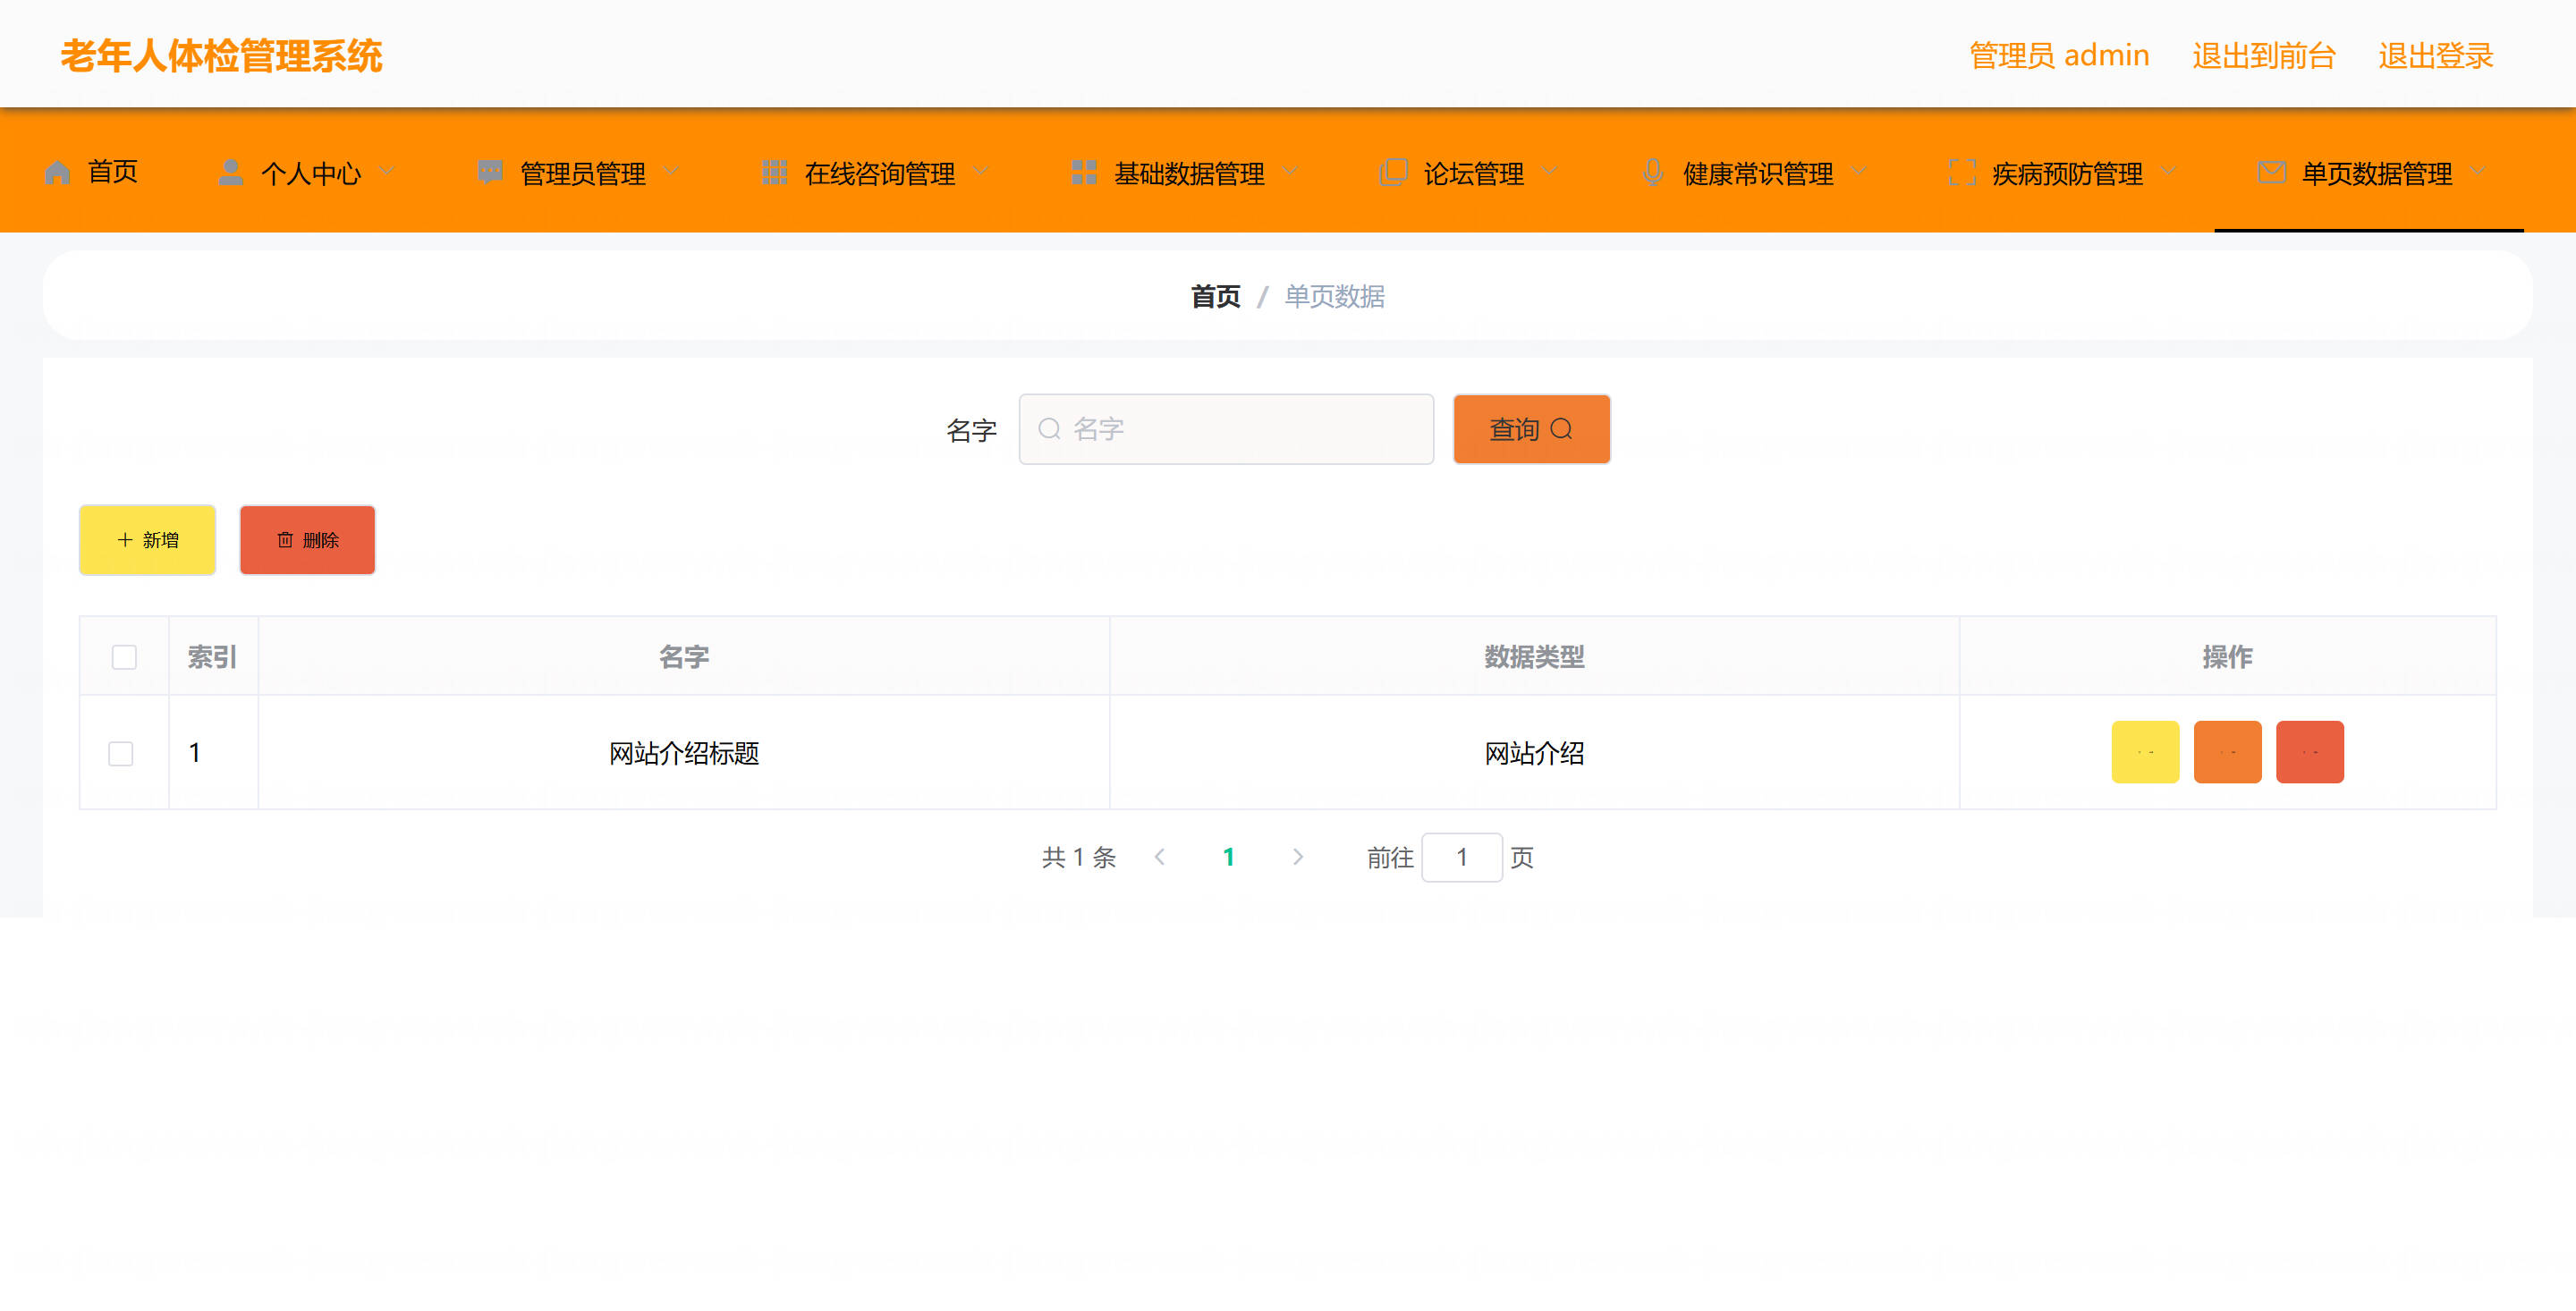 老年人体检管理系统
管理员 admin 退出到前台 退出登录
首页 个人中心 管理员管理 在线咨询管理 基础数据管理 论坛管理 健康常识管理 疾病预防管理 单页数据管理
首页 / 单页数据
名字 名字 查询
新增 删除
索引 名字 数据类型 操作
1 网站介绍标题 网站介绍
共 1 条 1 前往 1 页